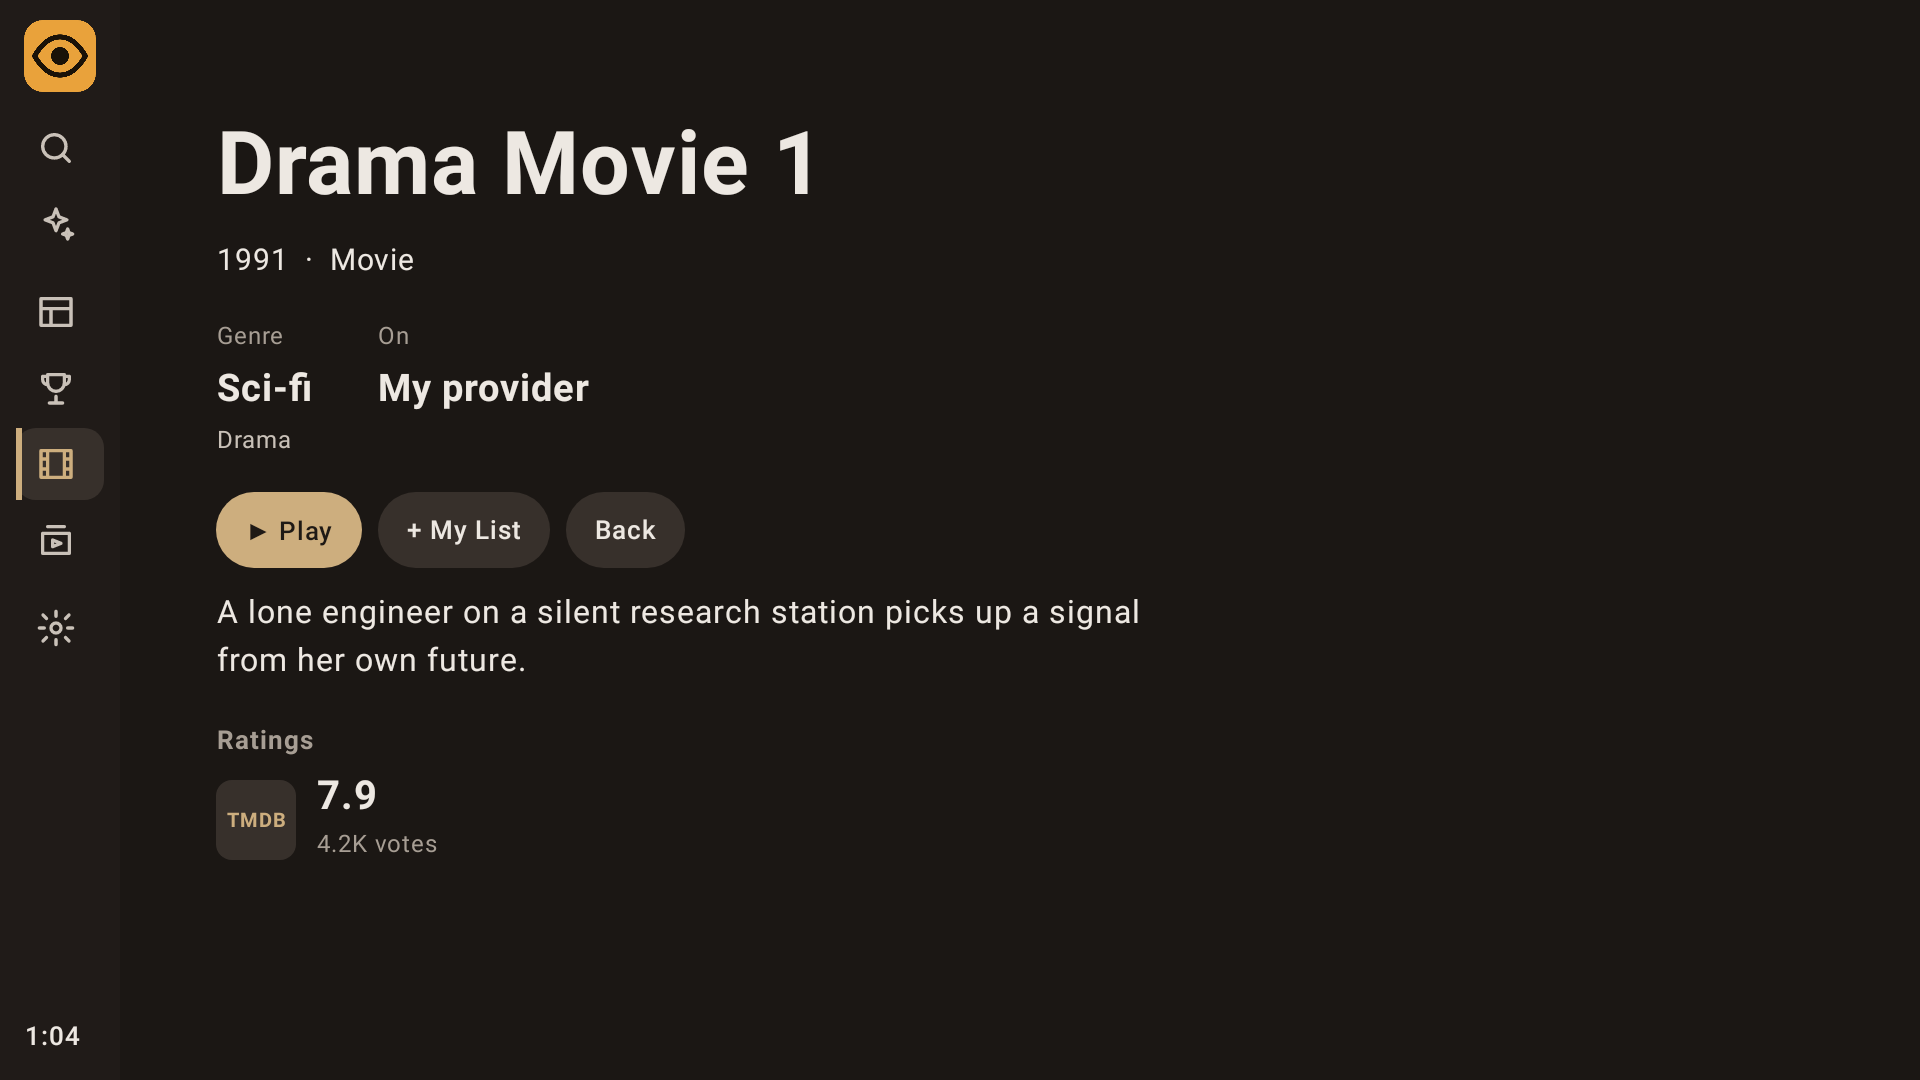 Drama Movie 1
1991 · Movie
Genre
On
Sci-fi
My provider
Drama
► Play
+ My List
Back
A lone engineer on a silent research station picks up a signal
from her own future.
Ratings
TMDB
7.9
4.2K votes
1:04